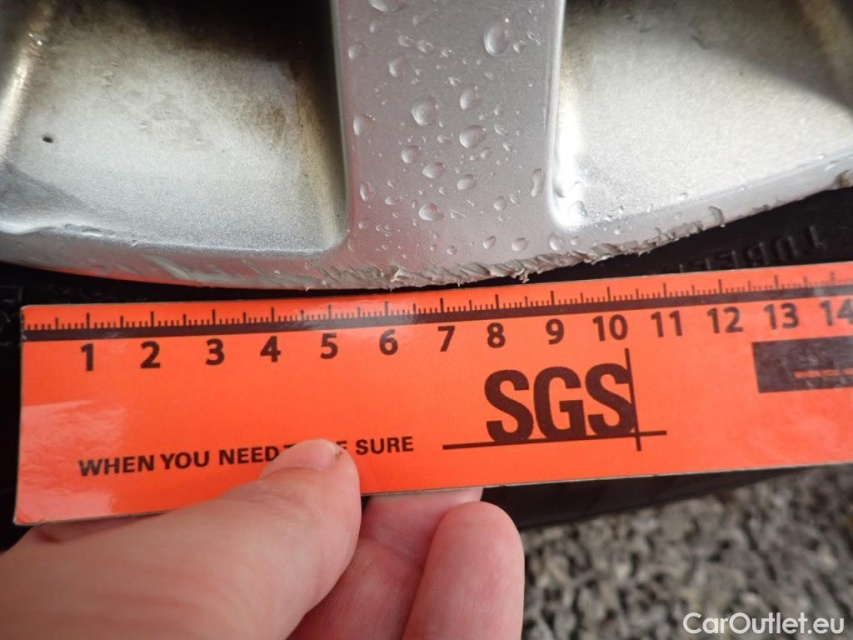 TUBEL
1 2 3 4 5 6 7 8 9 10 11 12 13 14
SGS
WHEN YOU NEED SURE
CarOutlet.eu